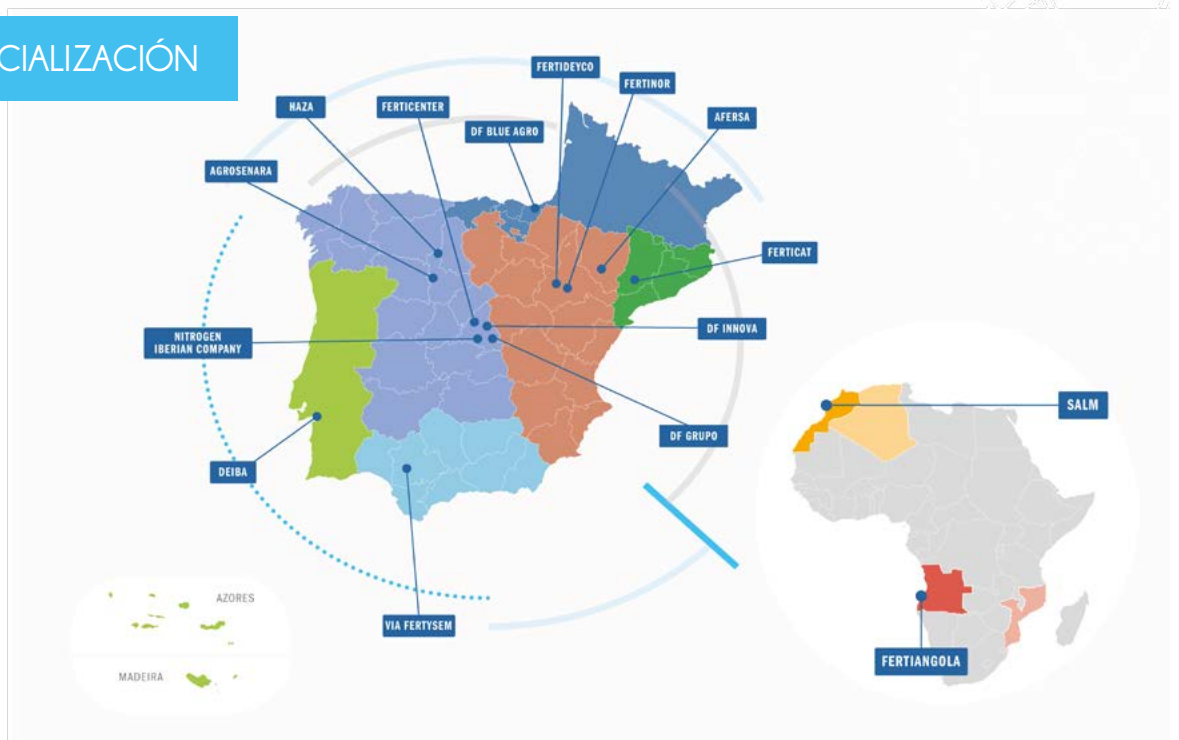 CIALIZACIÓN
FERTIDEYCO
FERTINOR
HAZA
FERTICENTER
AFERSA
DF BLUE AGRO
AGROSENARA
FERTICAT
NITROGEN
IBERIAN COMPANY
DF INNOVA
SALM
DF GRUPO
DEIBA
AZORES
VIA FERTYSEM
FERTIANGOLA
MADEIRA